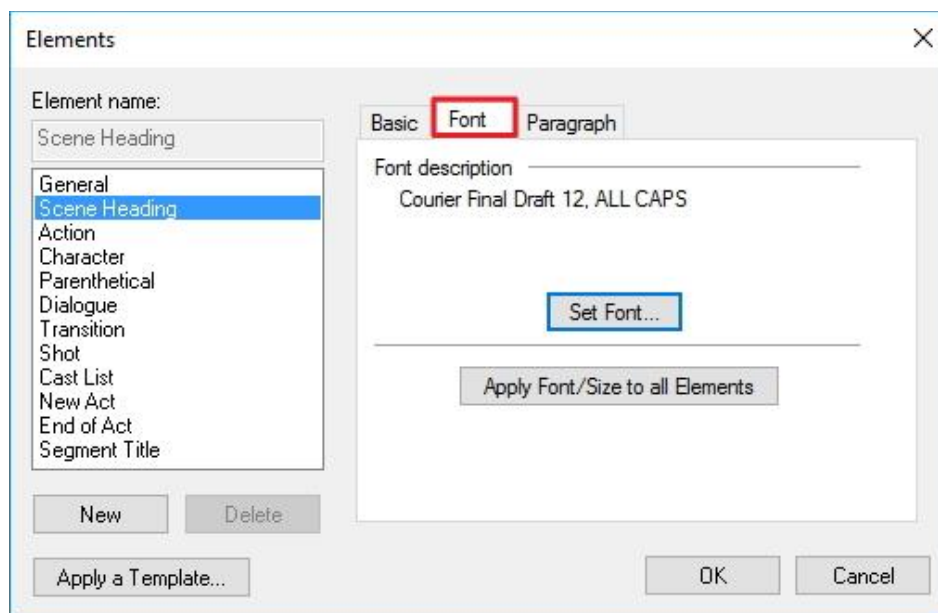 Elements
Element name:
Scene Heading
General
Scene Heading
Action
Character
Parenthetical
Dialogue
Transition
Shot
Cast List
New Act
End of Act
Segment Title
New
Delete
Apply a Template...
Basic
Font
Paragraph
Font description
Courier Final Draft 12, ALL CAPS
Set Font...
Apply Font/Size to all Elements
OK
Cancel